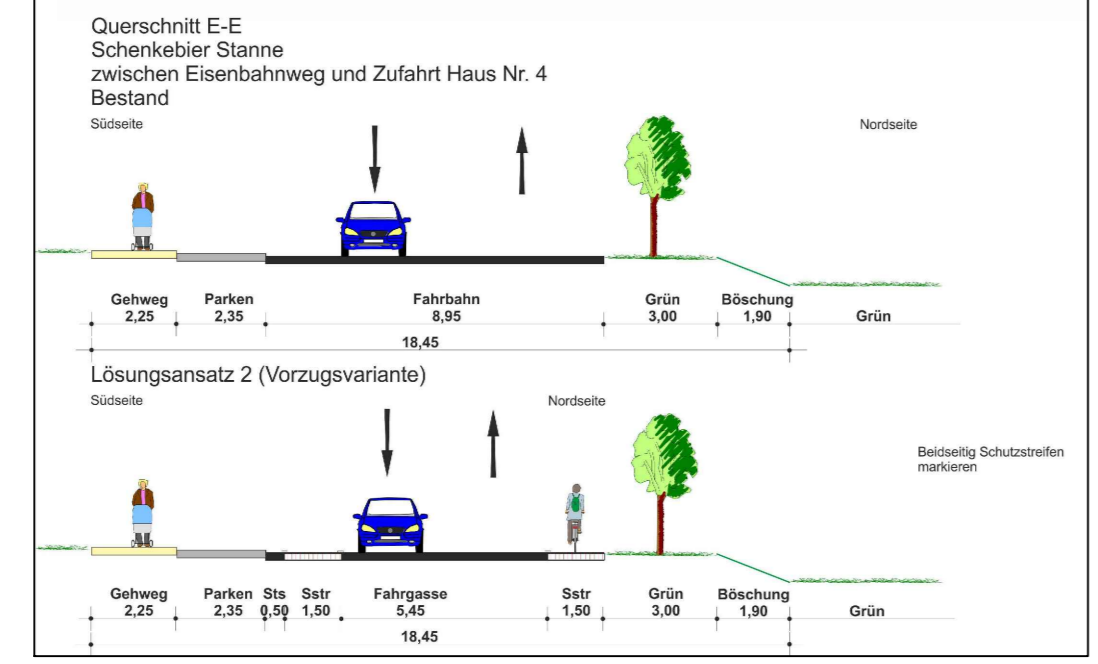 Querschnitt E-E
Schenkebier Stanne
zwischen Eisenbahnweg und Zufahrt Haus Nr. 4
Bestand
Südseite
Nordseite
Gehweg Parken Fahrbahn Grün Böschung
2,25 2,35 8,95 3,00 1,90 Grün
18,45
Lösungsansatz 2 (Vorzugsvariante)
Südseite Nordseite
Beidseitig Schutzstreifen
markieren
Gehweg Parken Sts Sstr Fahrgasse Sstr Grün Böschung
2,25 2,35 0,50 1,50 5,45 1,50 3,00 1,90 Grün
18,45